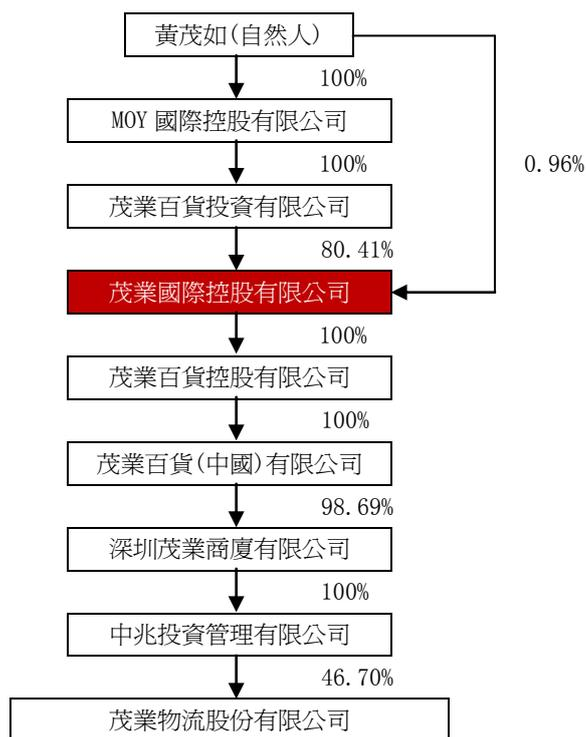 黃茂如(自然人)
100%
MOY 國際控股有限公司
100%
0.96%
茂業百貨投資有限公司
80.41%
茂業國際控股有限公司
100%
茂業百貨控股有限公司
100%
茂業百貨(中國)有限公司
98.69%
深圳茂業商廈有限公司
100%
中兆投資管理有限公司
46.70%
茂業物流股份有限公司